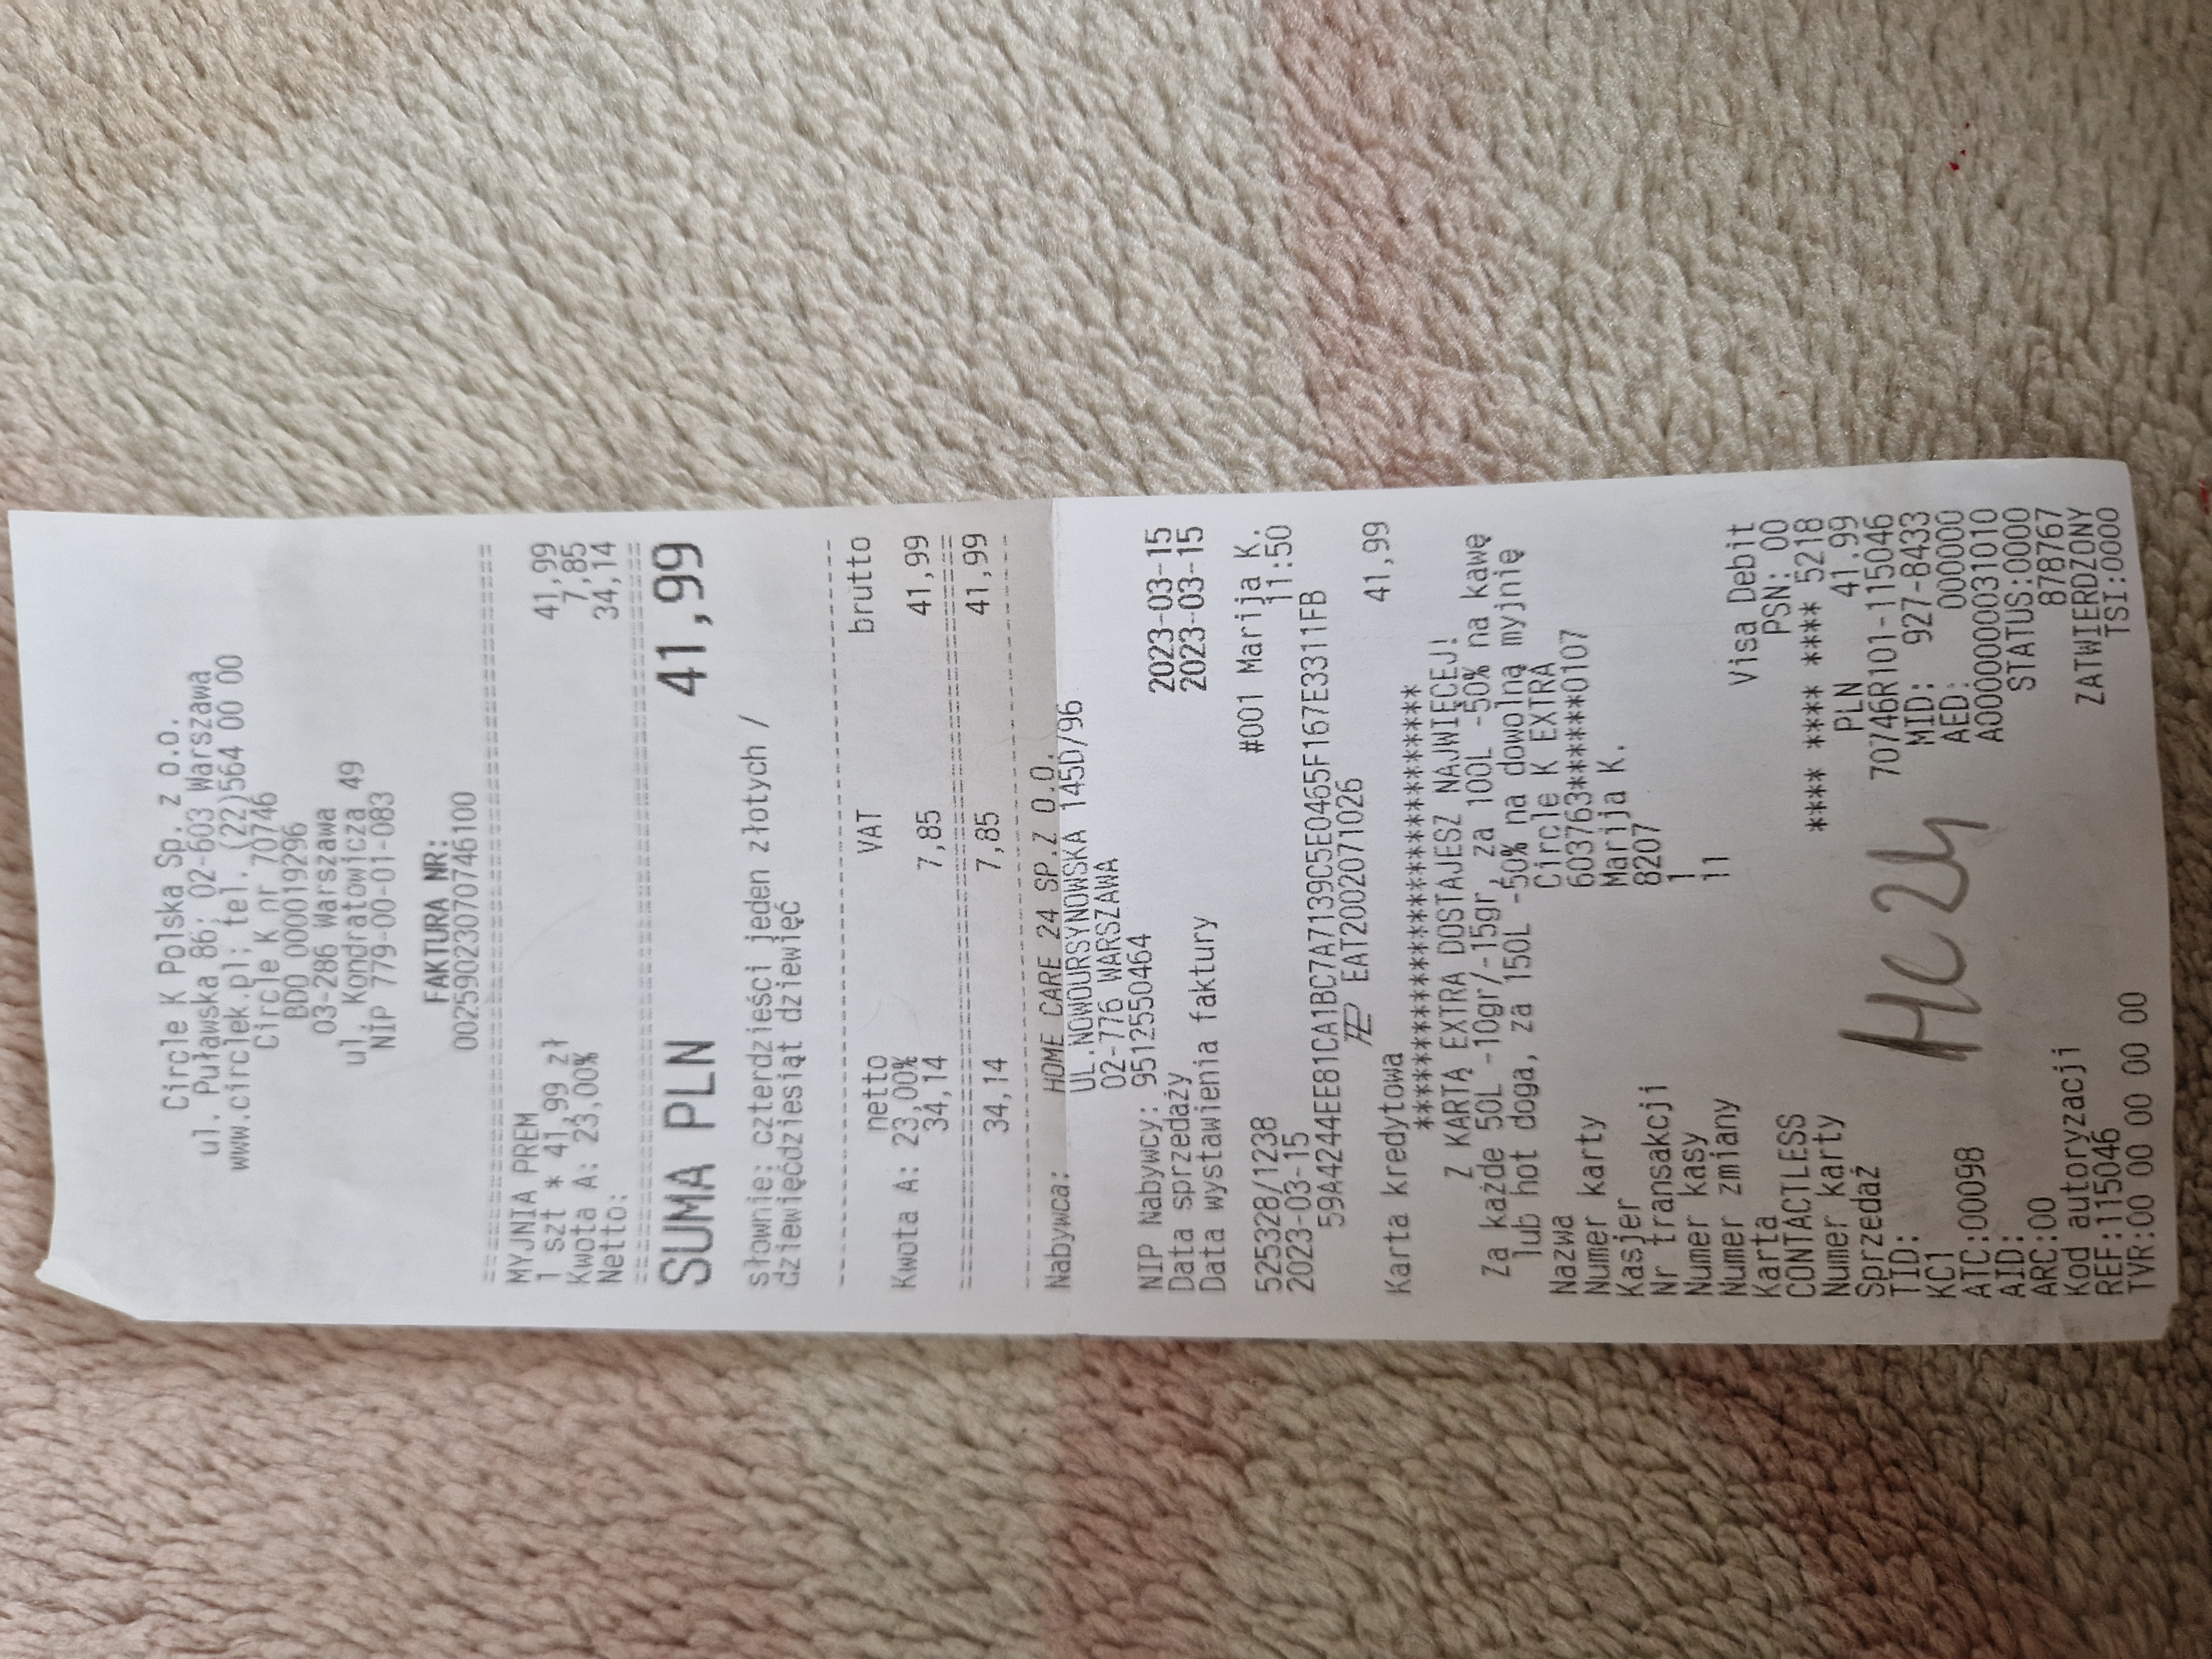 Circle K Polska Sp. z o.o.
ul. Puławska 86; 02-603 Warszawa
www.circlek.pl; tel. (22)564 00 00
Circle K nr 70746
BDO 000019296
03-286 Warszawa
ul. Kondratowicza 49
NIP 779-00-01-083
FAKTURA NR:
00259023070746100
MYJNIA PREM
1 szt * 41,99 zł 41,99
Kwota A: 23,00% 7,85
Netto: 34,14
SUMA PLN 41,99
słownie: czterdzieści jeden złotych /
dziewięćdziesiąt dziewięć
netto VAT brutto
Kwota A: 23,00%
34,14 7,85 41,99
34,14 7,85 41,99
Nabywca: HOME CARE 24 SP.Z O.O.
UL.NOWOURSYNOWSKA 145D/96
02-776 WARSZAWA
NIP Nabywcy: 9512550464
Data sprzedaży 2023-03-15
Data wystawienia faktury 2023-03-15
525328/1238 #001 Marija K.
2023-03-15 11:50
59A4244EE81CA1BC7A7139C5E0465F167E3311FB
EAT2002071026
Karta kredytowa 41,99
****************************
Z KARTĄ EXTRA DOSTAJESZ NAJWIĘCEJ!
Za każde 50L -10gr/-15gr, za 100L -50% na kawę
lub hot doga, za 150L -50% na dowolną myjnię
Nazwa Circle K EXTRA
Numer karty 603763******0107
Kasjer Marija K.
Nr transakcji 8207
Numer kasy 1
Numer zmiany 11
Karta Visa Debit
CONTACTLESS PSN: 00
Numer karty **** **** **** 5218
Sprzedaż PLN 41.99
TID: 70746R101-115046
KC1 MID: 927-8433
ATC:00098 AED: 000000
AID: A0000000031010
ARC:00 STATUS:0000
Kod autoryzacji 878767
REF:115046 ZATWIERDZONY
TVR:00 00 00 00 00 TSI:0000
HC24